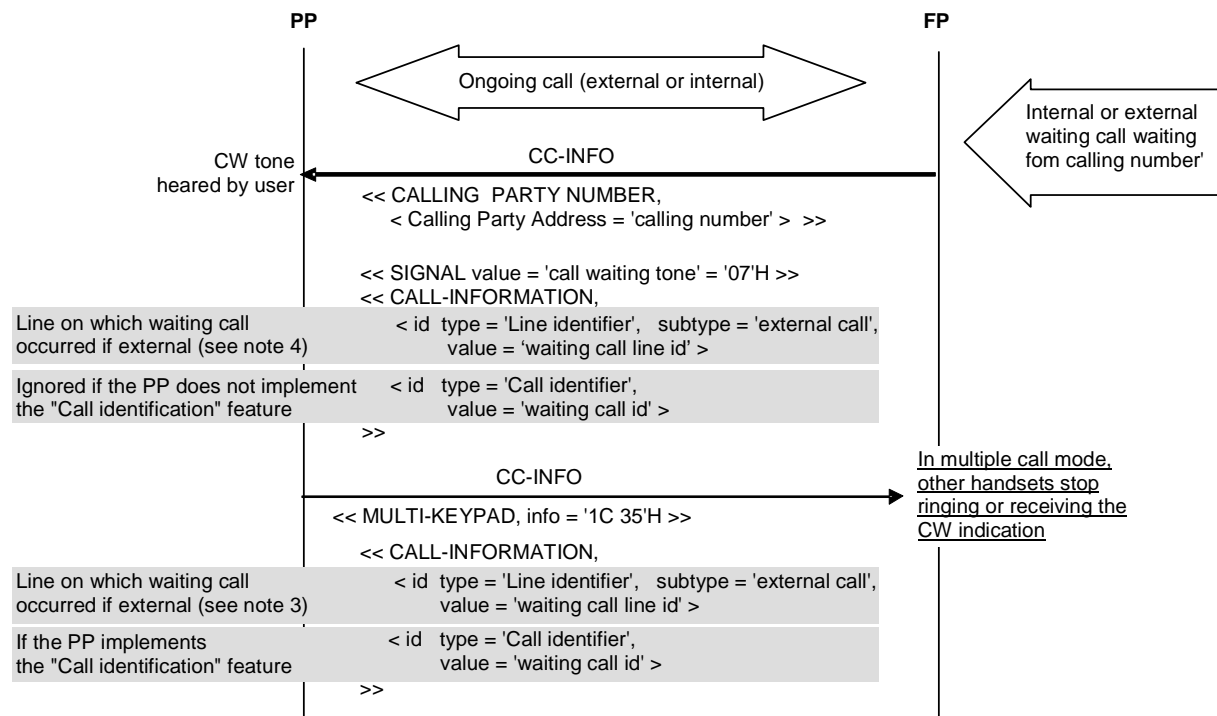 PP
FP
Ongoing call (external or internal)
Internal or external
waiting call waiting
fom calling number'
CW tone
heared by user
CC-INFO
<< CALLING  PARTY NUMBER,
< Calling Party Address = 'calling number' >  >>
<< SIGNAL value = 'call waiting tone' = '07'H >>
<< CALL-INFORMATION,
Line on which waiting call
occurred if external (see note 4)
< id  type = 'Line identifier',   subtype = 'external call',
value = ‘waiting call line id’ >
Ignored if the PP does not implement
the "Call identification" feature
< id   type = 'Call identifier',
value = 'waiting call id' >
>>
CC-INFO
In multiple call mode,
other handsets stop
ringing or receiving the
CW indication
<< MULTI-KEYPAD, info = '1C 35'H >>
<< CALL-INFORMATION,
Line on which waiting call
occurred if external (see note 3)
< id  type = 'Line identifier',   subtype = 'external call',
value = 'waiting call line id' >
If the PP implements
the "Call identification" feature
< id   type = 'Call identifier',
value = 'waiting call id' >
>>